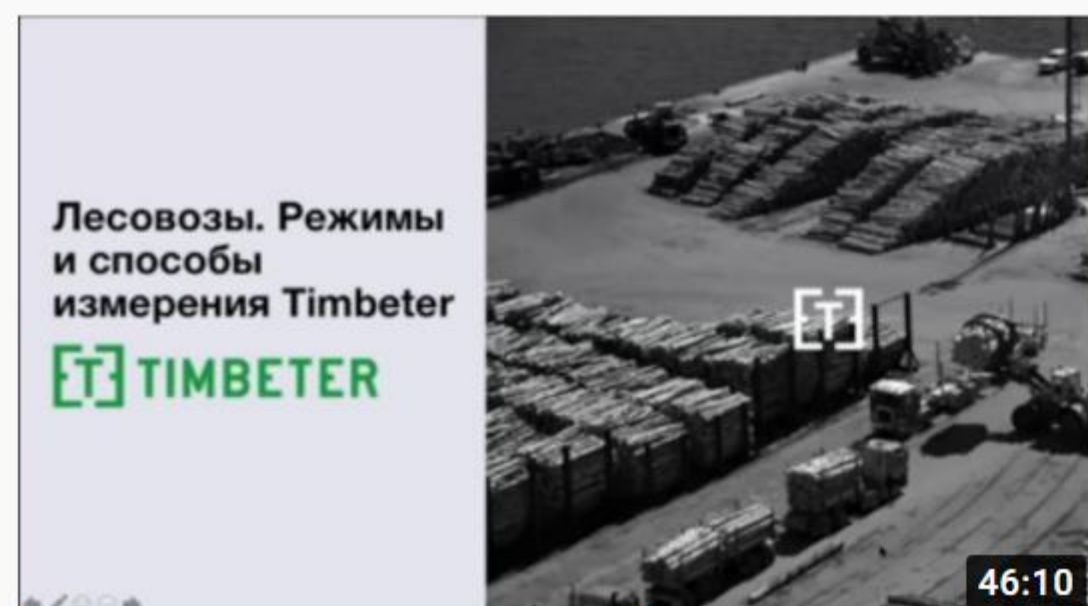 Лесовозы. Режимы
и способы
измерения Timbeter
[T] TIMBETER
[T]
46:10